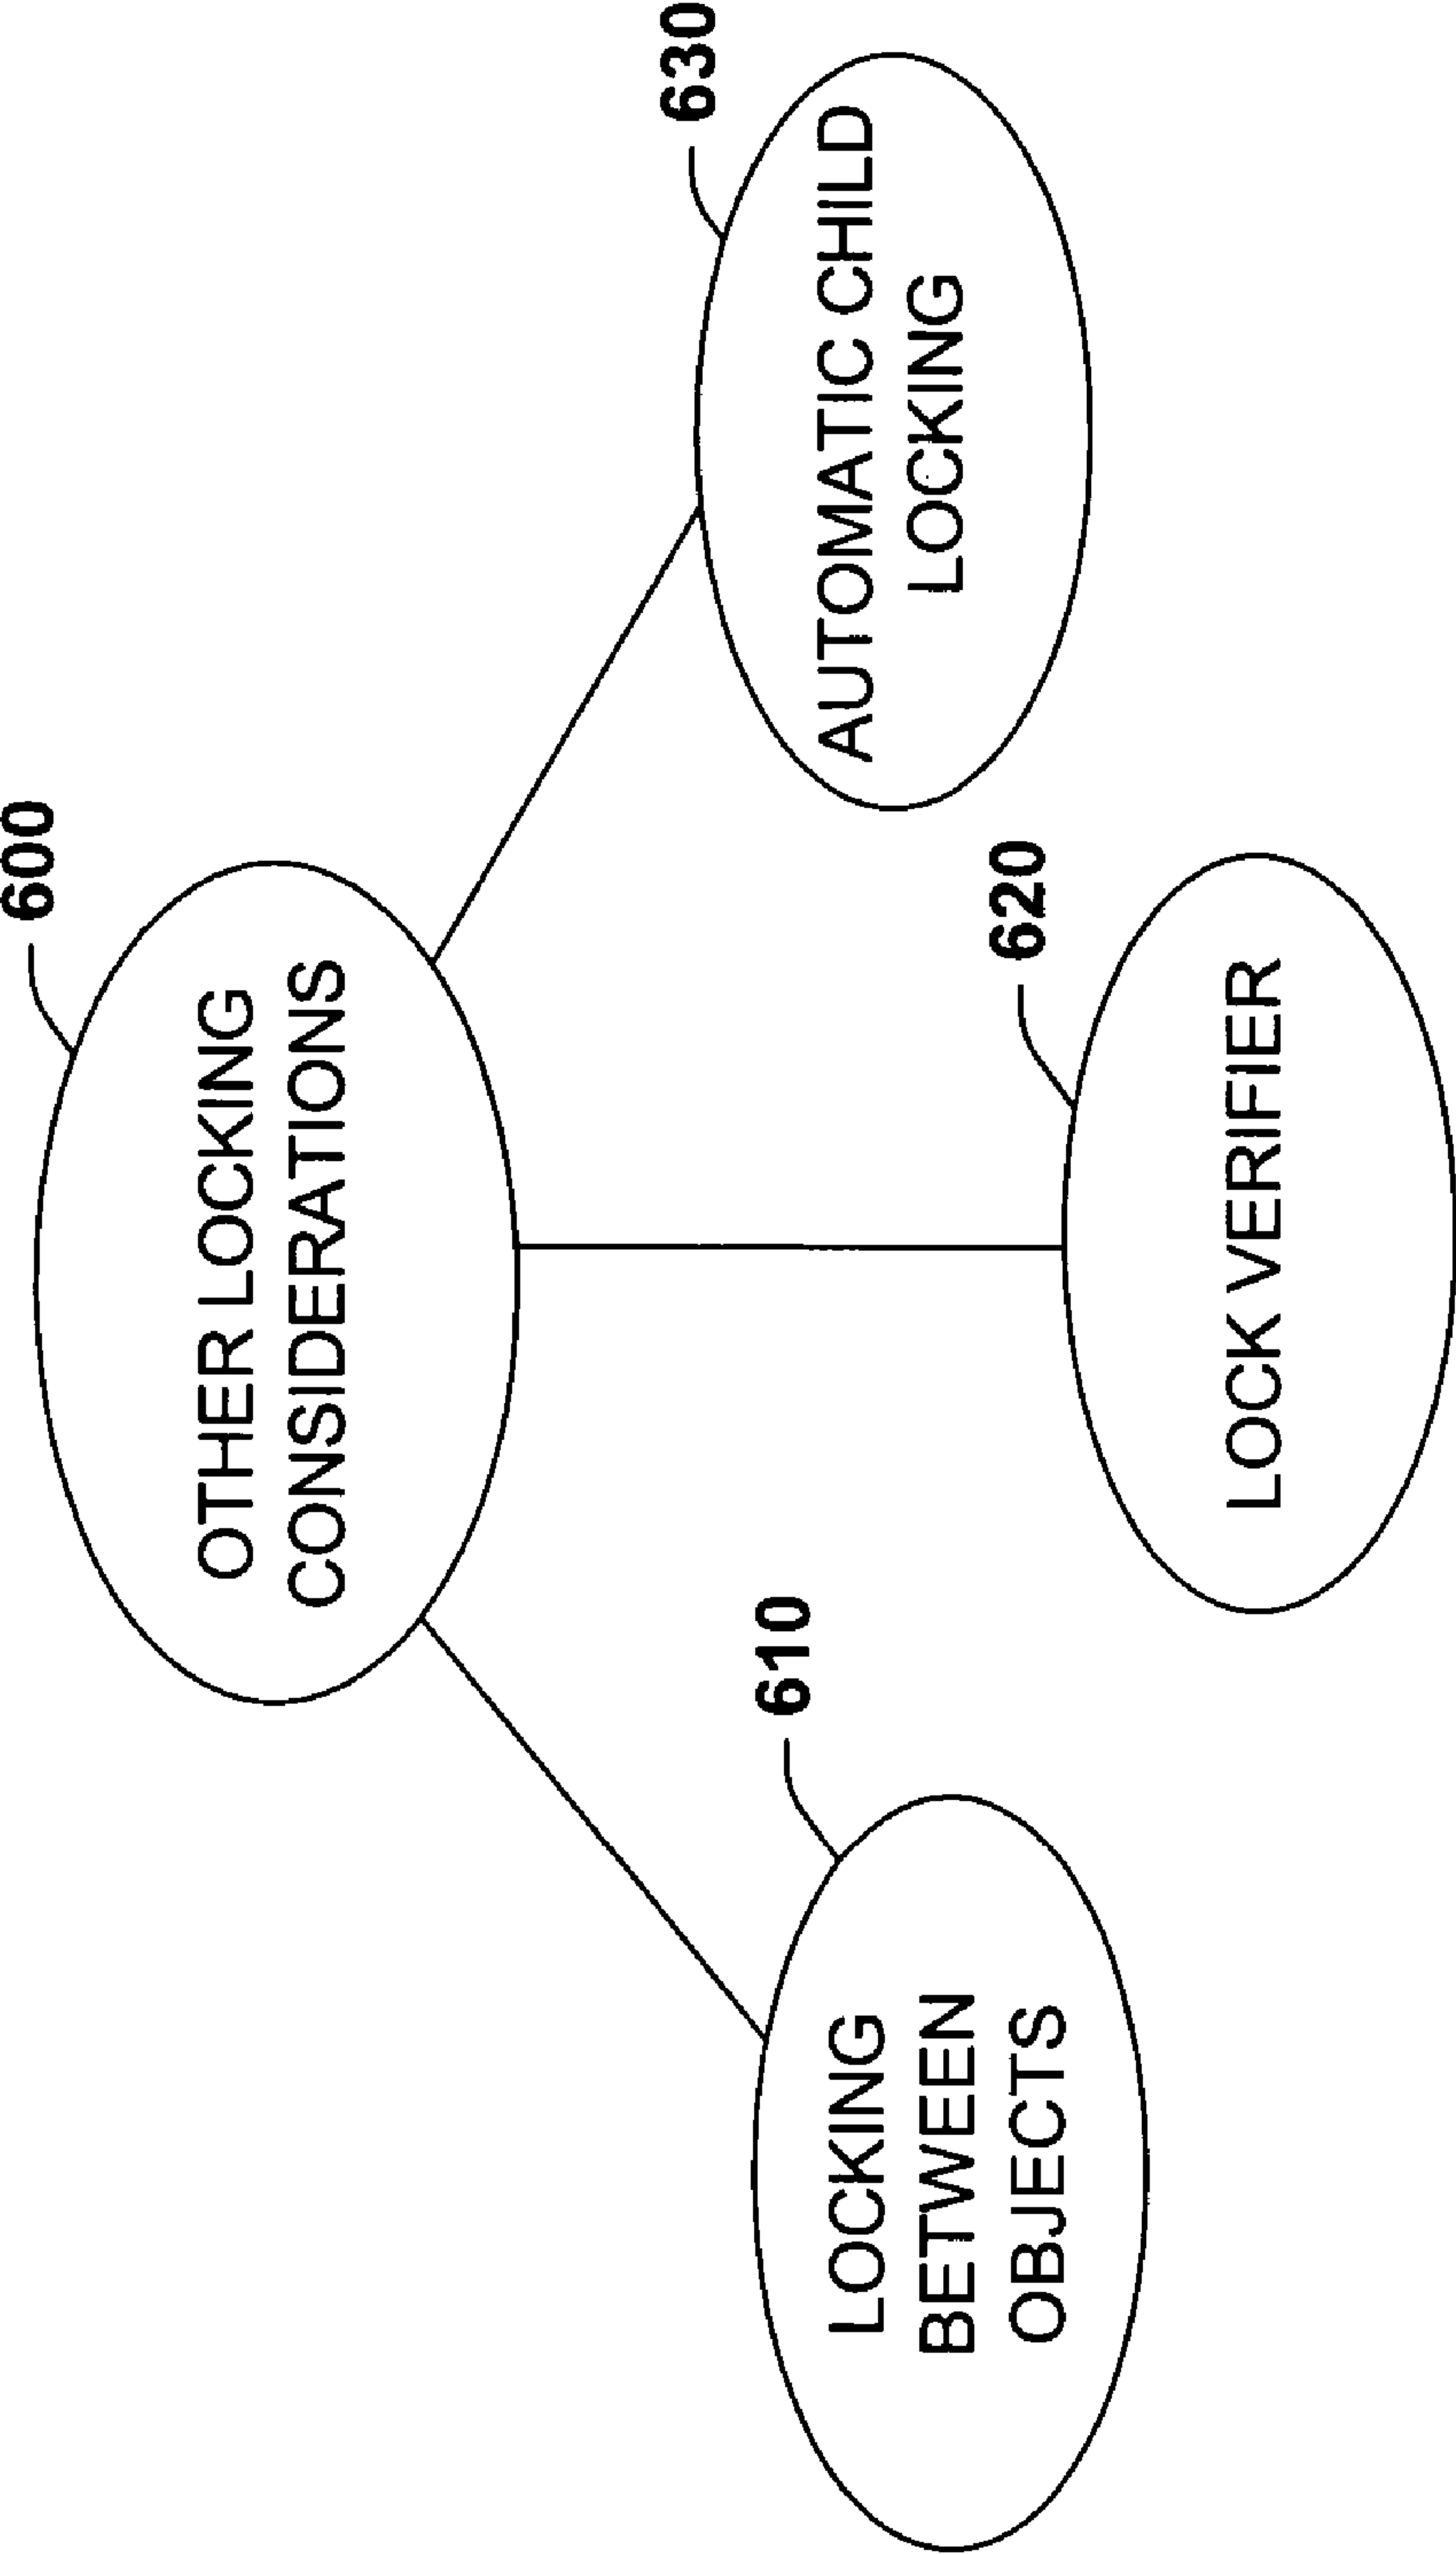 600
OTHER LOCKING
CONSIDERATIONS
610
LOCKING
BETWEEN
OBJECTS
620
LOCK VERIFIER
630
AUTOMATIC CHILD
LOCKING